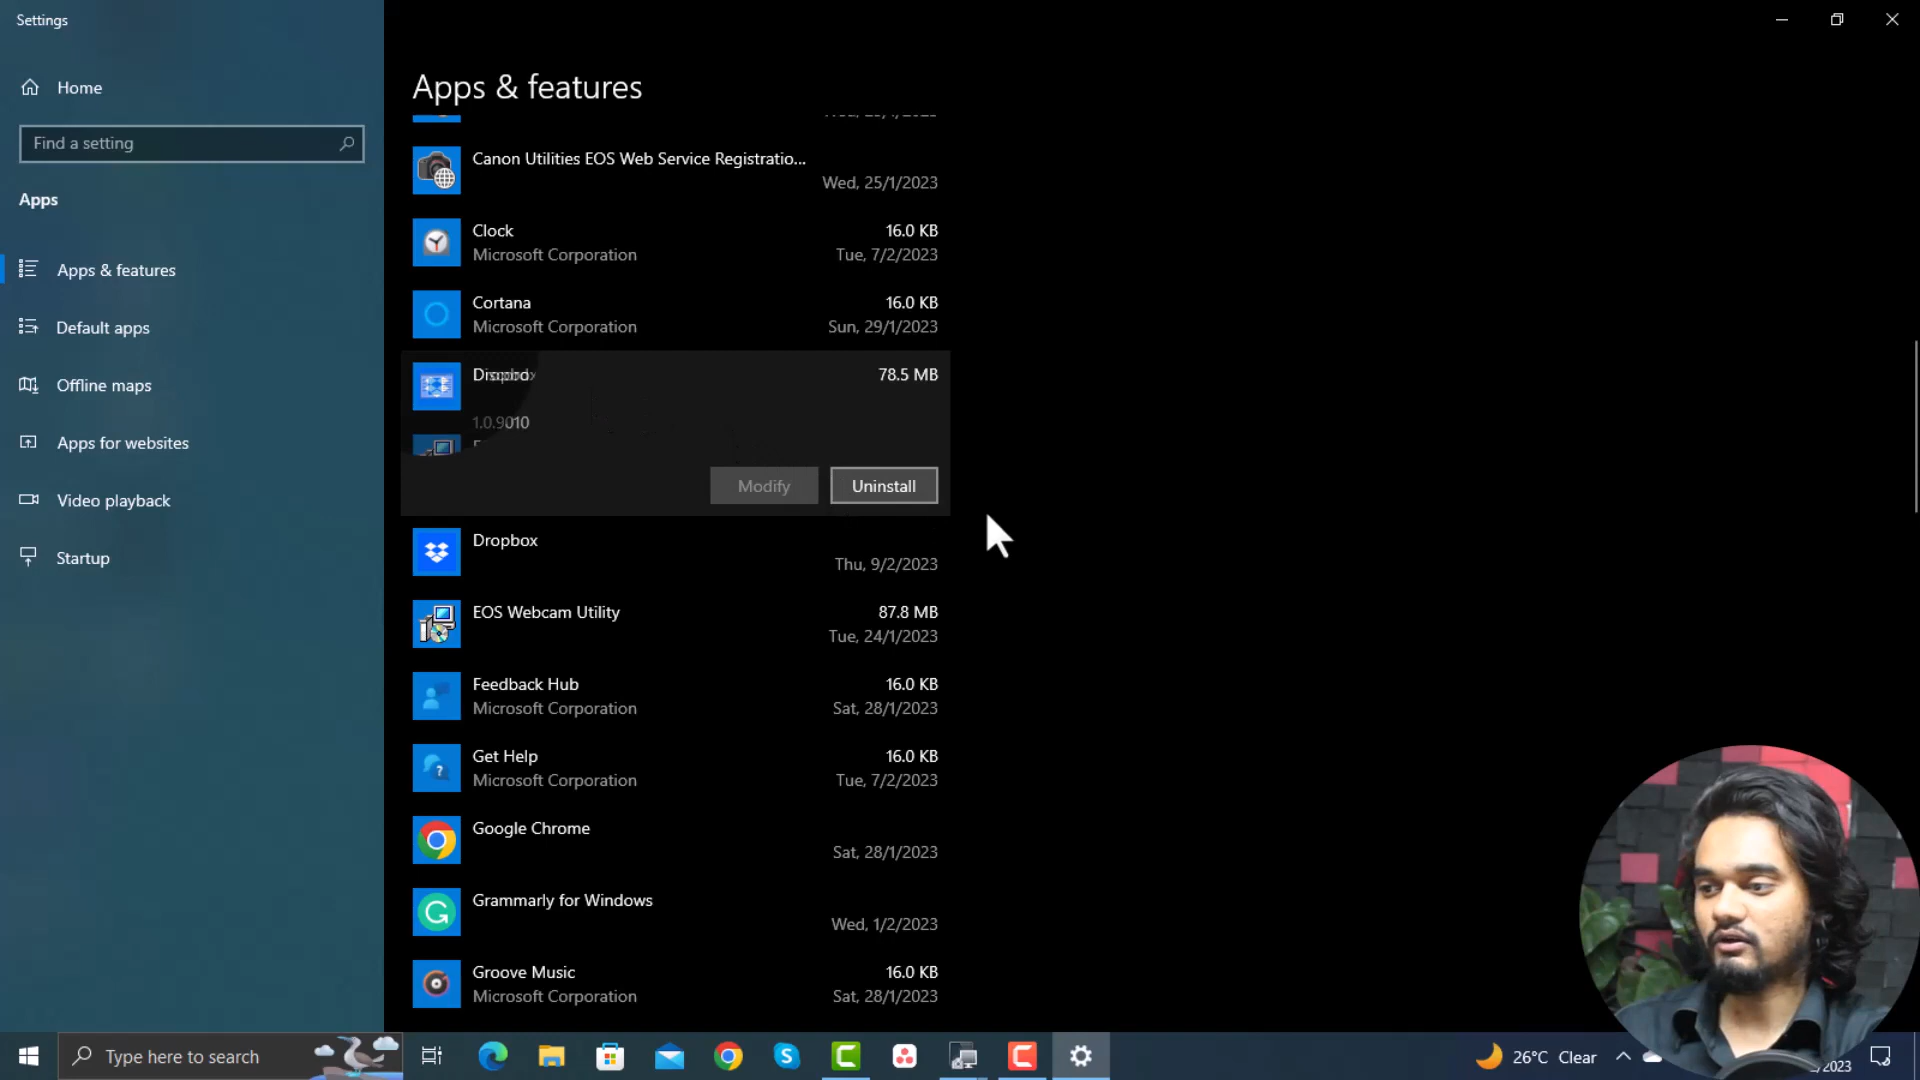 Settings
Home
Find a setting
Apps
Apps & features
Default apps
Offline maps
Apps for websites
Video playback
Startup
Apps & features
Canon Utilities EOS Web Service Registratio...
Wed, 25/1/2023
Clock
16.0 KB
Microsoft Corporation
Tue, 7/2/2023
Cortana
16.0 KB
Microsoft Corporation
Sun, 29/1/2023
78.5 MB
1.0.9010
Modify
Uninstall
Dropbox
Thu, 9/2/2023
EOS Webcam Utility
87.8 MB
Tue, 24/1/2023
Feedback Hub
16.0 KB
Microsoft Corporation
Sat, 28/1/2023
Get Help
16.0 KB
Microsoft Corporation
Tue, 7/2/2023
Google Chrome
Sat, 28/1/2023
Grammarly for Windows
Wed, 1/2/2023
Groove Music
16.0 KB
Microsoft Corporation
Sat, 28/1/2023
Type here to search
26°C Clear
/2023